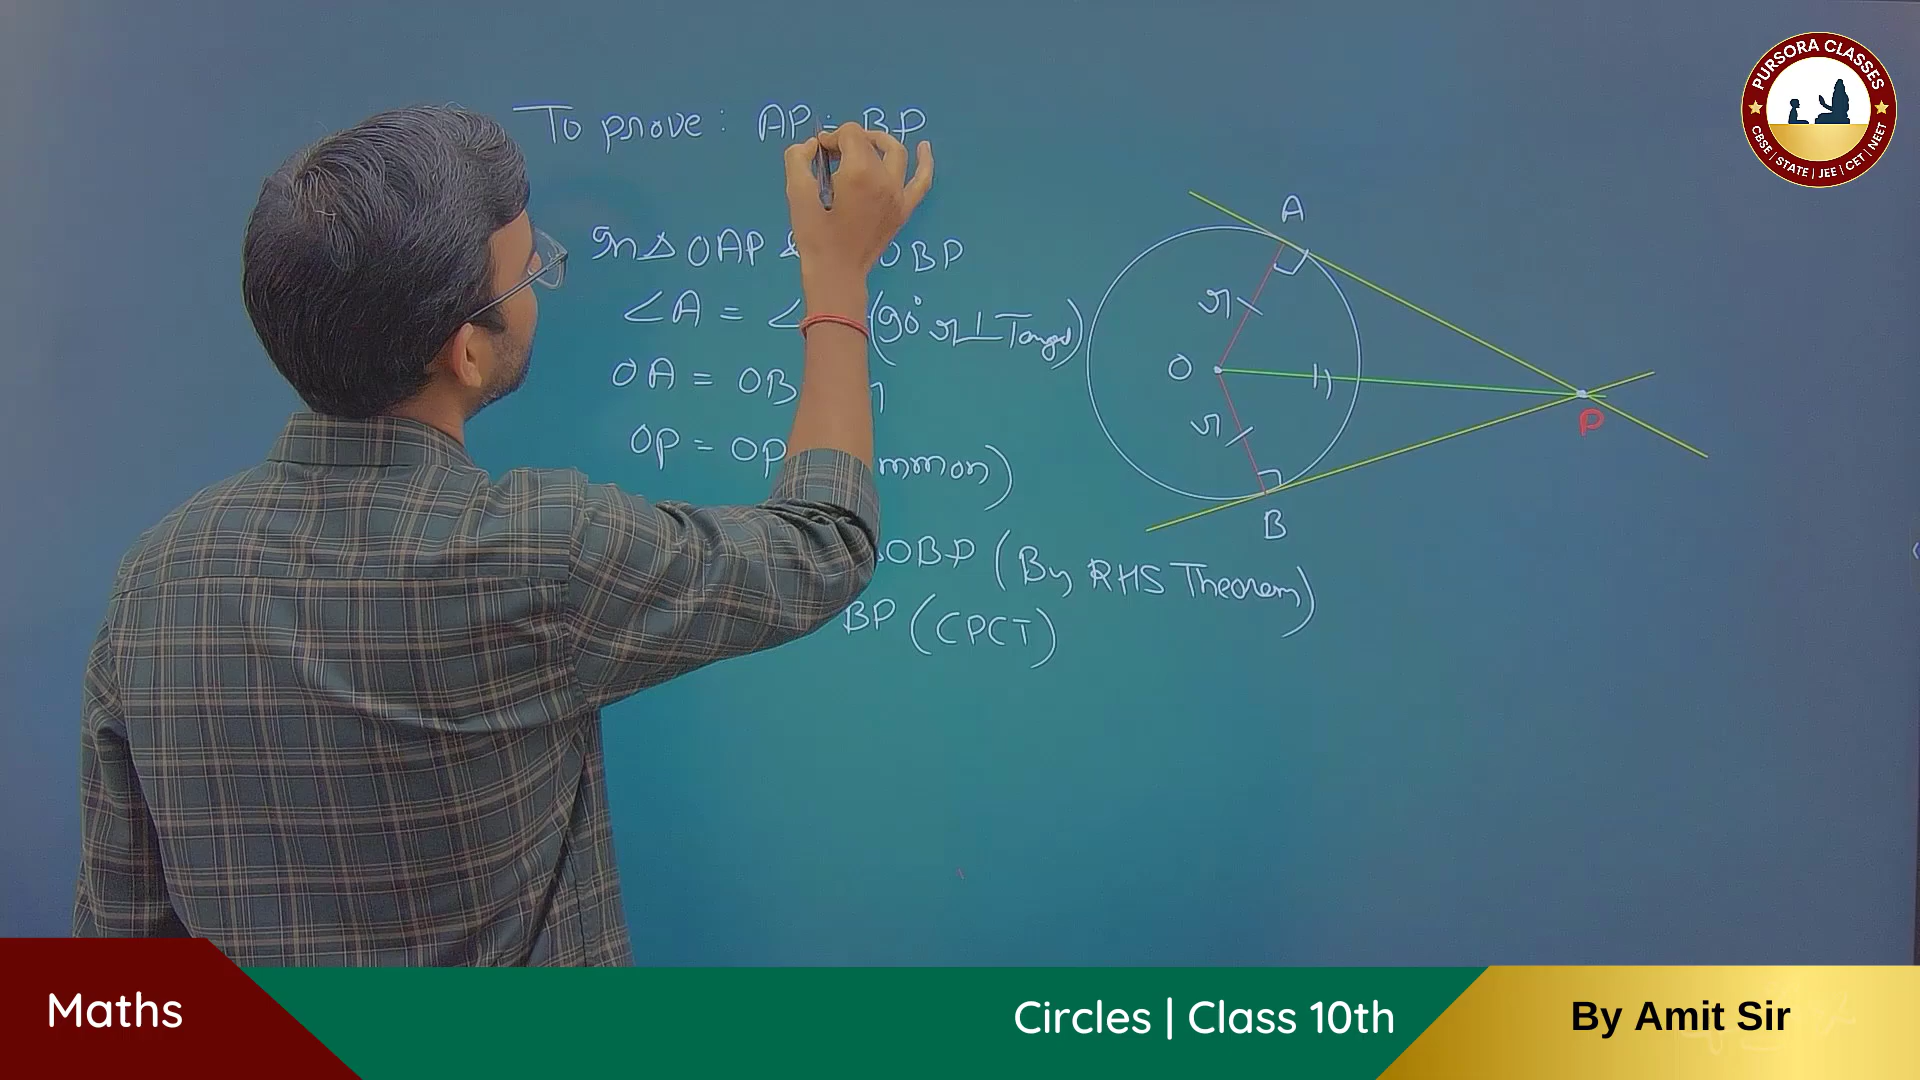 To prove : AP = BP
In △ OAP & OBP
∠A = ∠ (90° r ⊥ Tangent)
OA = OB r
OP = OP mmon)
OBP (By RHS Theorem)
BP (CPCT)
A
r
O
r
P
B
PURSORA CLASSES
CBSE | STATE | JEE | CET | NEET
Maths
Circles | Class 10th
By Amit Sir